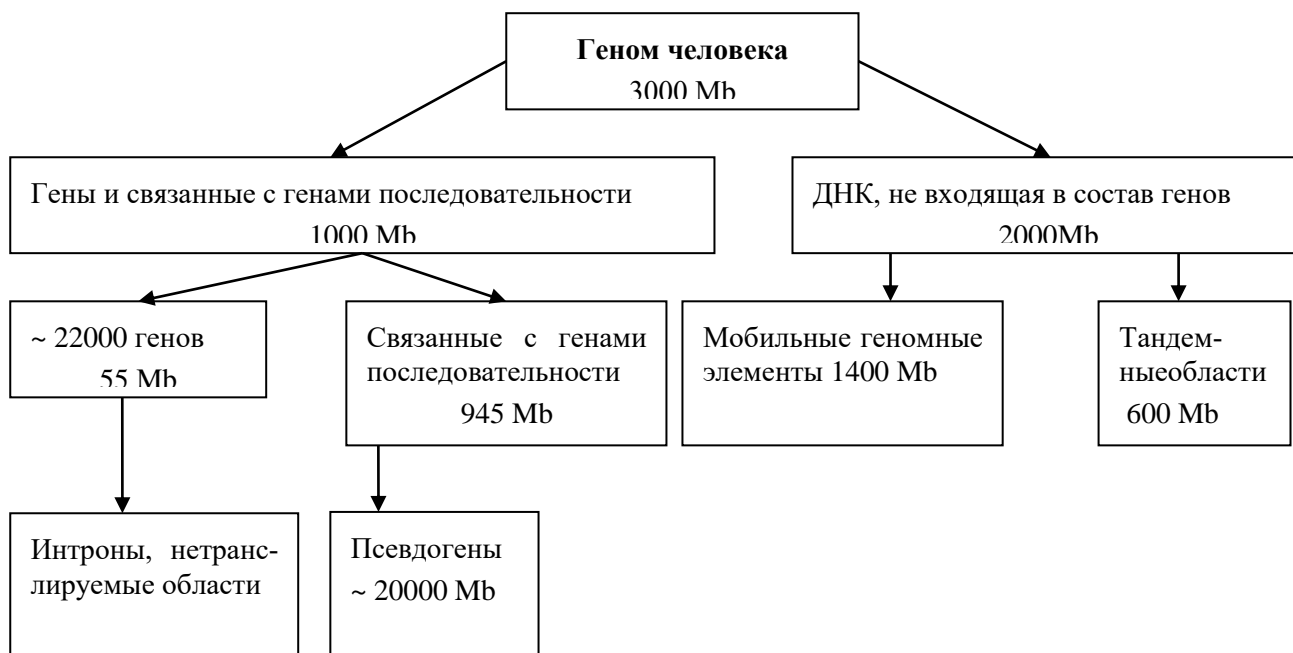 Геном человека
3000 Mb
Гены и связанные с генами последовательности
1000 Mb
ДНК, не входящая в состав генов
2000Mb
~ 22000 генов
55 Mb
Связанные с генами
последовательности
945 Mb
Мобильные геномные
элементы 1400 Mb
Тандем-
ныеобласти
600 Mb
Интроны, нетранс-
лируемые области
Псевдогены
~ 20000 Mb